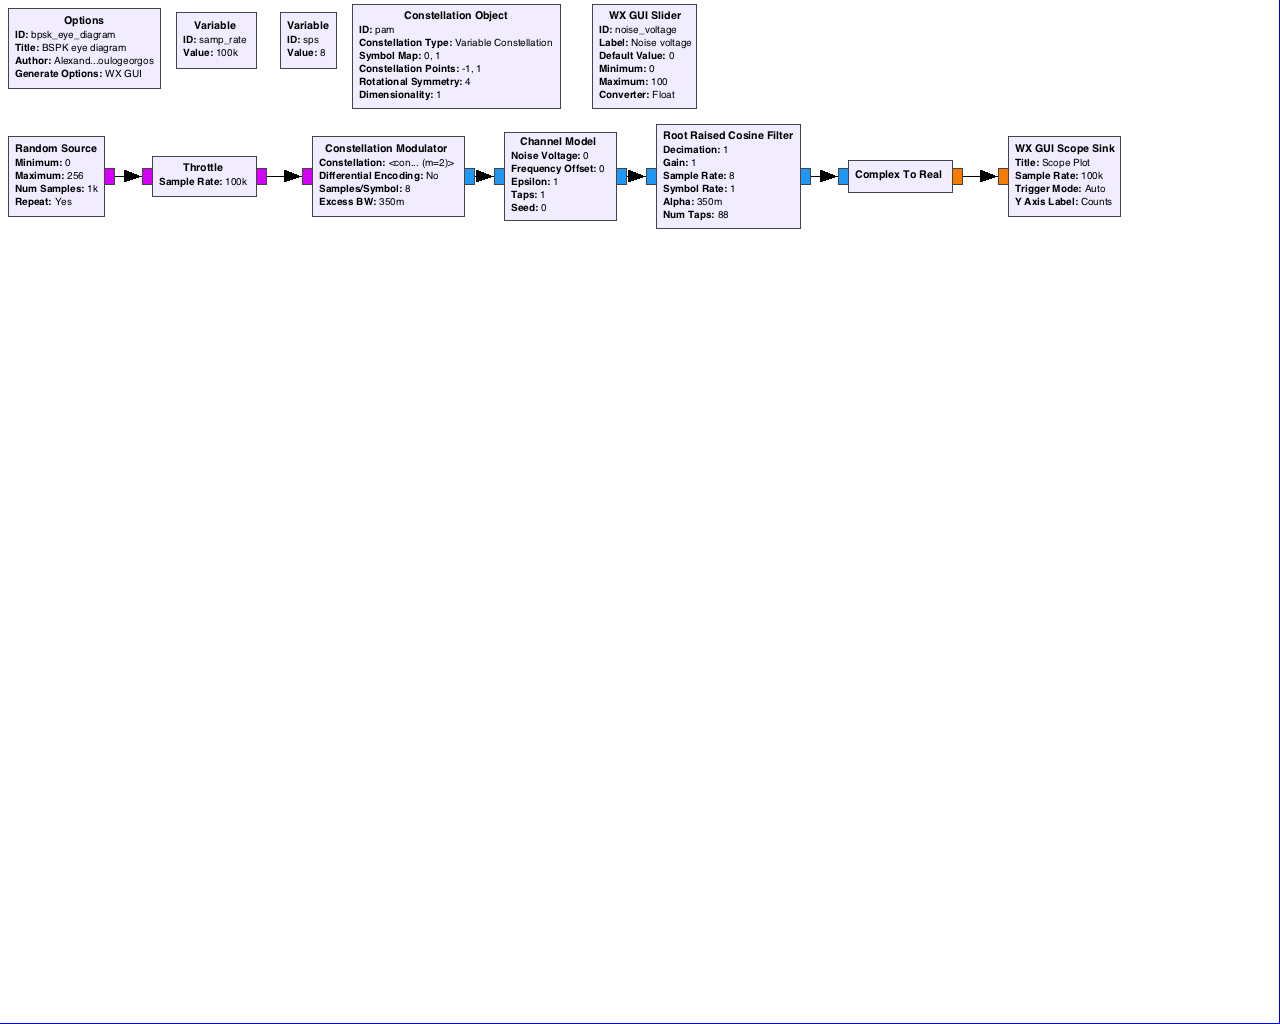 Options
ID: bpsk_eye_diagram
Title: BSPK eye diagram
Author: Alexand...oulogeorgos
Generate Options: WX GUI
Variable
ID: samp_rate
Value: 100k
Variable
ID: sps
Value: 8
Constellation Object
ID: pam
Constellation Type: Variable Constellation
Symbol Map: 0, 1
Constellation Points: -1, 1
Rotational Symmetry: 4
Dimensionality: 1
WX GUI Slider
ID: noise_voltage
Label: Noise voltage
Default Value: 0
Minimum: 0
Maximum: 100
Converter: Float
Random Source
Minimum: 0
Maximum: 256
Num Samples: 1k
Repeat: Yes
Throttle
Sample Rate: 100k
Constellation Modulator
Constellation: <con... (m=2)>
Differential Encoding: No
Samples/Symbol: 8
Excess BW: 350m
Channel Model
Noise Voltage: 0
Frequency Offset: 0
Epsilon: 1
Taps: 1
Seed: 0
Root Raised Cosine Filter
Decimation: 1
Gain: 1
Sample Rate: 8
Symbol Rate: 1
Alpha: 350m
Num Taps: 88
Complex To Real
WX GUI Scope Sink
Title: Scope Plot
Sample Rate: 100k
Trigger Mode: Auto
Y Axis Label: Counts